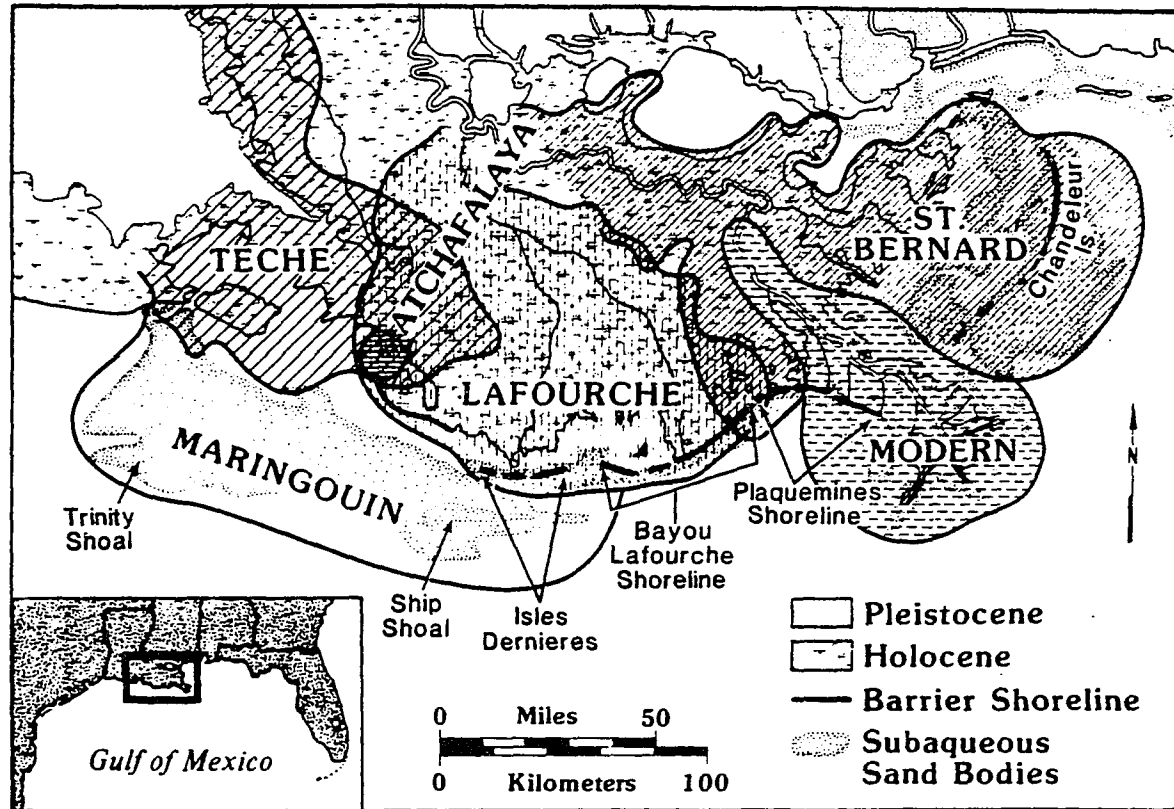 TECHE
ATCHAFALAYA
ST.
BERNARD
Chandeleur
Is.
LAFOURCHE
MARINGOUIN
MODERN
Trinity
Shoal
Ship
Shoal
Isles
Dernieres
Bayou
Lafourche
Shoreline
Plaquemines
Shoreline
N
Gulf of Mexico
0 Miles 50
0 Kilometers 100
Pleistocene
Holocene
Barrier Shoreline
Subaqueous
Sand Bodies